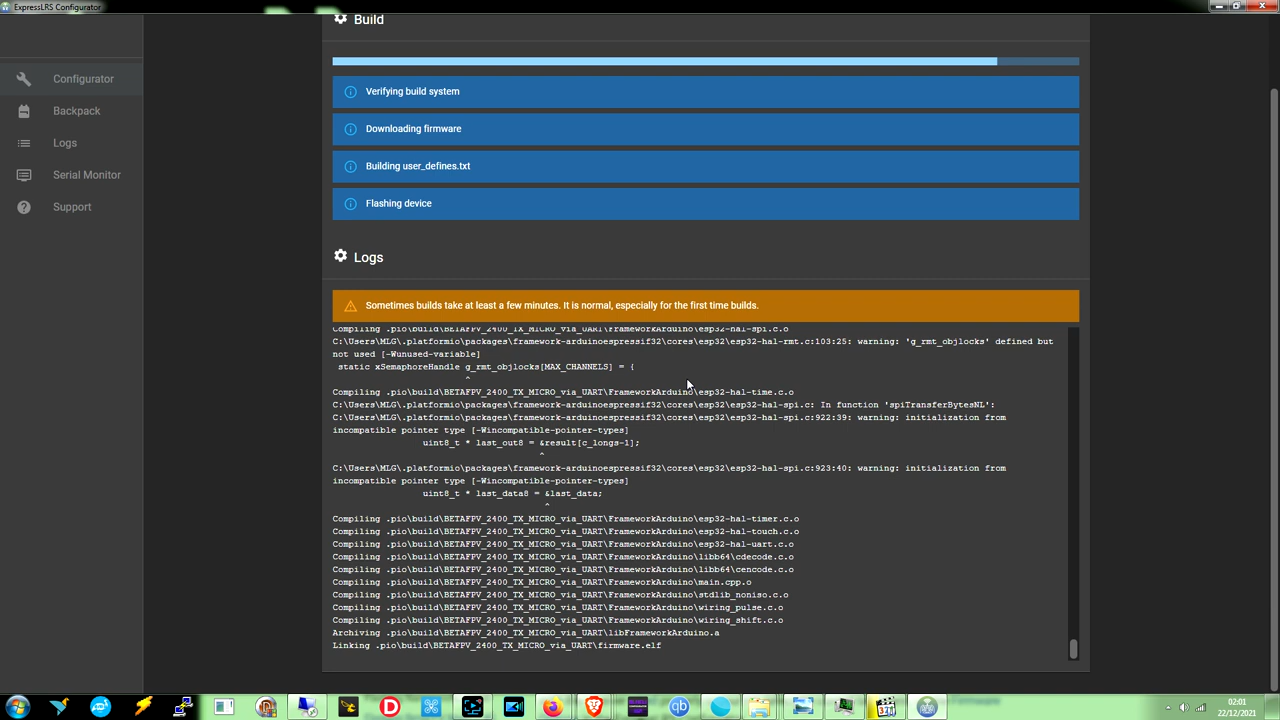 ExpressLRS Configurator
Build
Configurator
Backpack
Logs
Serial Monitor
Support
Verifying build system
Downloading firmware
Building user_defines.txt
Flashing device
Logs
Sometimes builds take at least a few minutes. It is normal, especially for the first time builds.
Compiling .pio\build\BETAFPV_2400_TX_MICRO_via_UART\FrameworkArduino\esp32-hal-spi.c.o
C:\Users\MLG\.platformio\packages\framework-arduinoespressif32\cores\esp32\esp32-hal-rmt.c:103:25: warning: 'g_rmt_objlocks' defined but
not used [-Wunused-variable]
static xSemaphoreHandle g_rmt_objlocks[MAX_CHANNELS] = {
^
Compiling .pio\build\BETAFPV_2400_TX_MICRO_via_UART\FrameworkArduino\esp32-hal-time.c.o
C:\Users\MLG\.platformio\packages\framework-arduinoespressif32\cores\esp32\esp32-hal-spi.c: In function 'spiTransferBytesNL':
C:\Users\MLG\.platformio\packages\framework-arduinoespressif32\cores\esp32\esp32-hal-spi.c:922:39: warning: initialization from
incompatible pointer type [-Wincompatible-pointer-types]
uint8_t * last_out8 = &result[c_longs-1];
^
C:\Users\MLG\.platformio\packages\framework-arduinoespressif32\cores\esp32\esp32-hal-spi.c:923:40: warning: initialization from
incompatible pointer type [-Wincompatible-pointer-types]
uint8_t * last_data8 = &last_data;
^
Compiling .pio\build\BETAFPV_2400_TX_MICRO_via_UART\FrameworkArduino\esp32-hal-timer.c.o
Compiling .pio\build\BETAFPV_2400_TX_MICRO_via_UART\FrameworkArduino\esp32-hal-touch.c.o
Compiling .pio\build\BETAFPV_2400_TX_MICRO_via_UART\FrameworkArduino\esp32-hal-uart.c.o
Compiling .pio\build\BETAFPV_2400_TX_MICRO_via_UART\FrameworkArduino\libb64\cdecode.c.o
Compiling .pio\build\BETAFPV_2400_TX_MICRO_via_UART\FrameworkArduino\libb64\cencode.c.o
Compiling .pio\build\BETAFPV_2400_TX_MICRO_via_UART\FrameworkArduino\main.cpp.o
Compiling .pio\build\BETAFPV_2400_TX_MICRO_via_UART\FrameworkArduino\stdlib_noniso.c.o
Compiling .pio\build\BETAFPV_2400_TX_MICRO_via_UART\FrameworkArduino\wiring_pulse.c.o
Compiling .pio\build\BETAFPV_2400_TX_MICRO_via_UART\FrameworkArduino\wiring_shift.c.o
Archiving .pio\build\BETAFPV_2400_TX_MICRO_via_UART\libFrameworkArduino.a
Linking .pio\build\BETAFPV_2400_TX_MICRO_via_UART\firmware.elf
02:01
22/12/2021